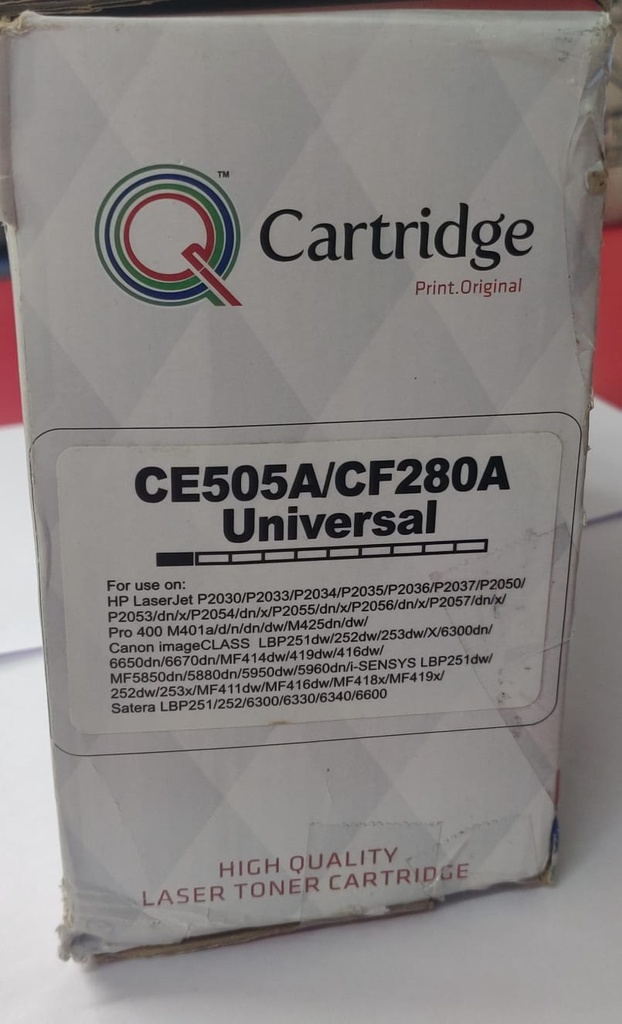 Q Cartridge
TM
Print.Original
CE505A/CF280A
Universal
For use on:
HP LaserJet P2030/P2033/P2034/P2035/P2036/P2037/P2050/
P2053/dn/x/P2054/dn/x/P2055/dn/x/P2056/dn/x/P2057/dn/x/
Pro 400 M401a/d/n/dn/dw/M425dn/dw/
Canon imageCLASS LBP251dw/252dw/253dw/X/6300dn/
6650dn/6670dn/MF414dw/419dw/416dw/
MF5850dn/5880dn/5950dw/5960dn/i-SENSYS LBP251dw/
252dw/253x/MF411dw/MF416dw/MF418x/MF419x/
Satera LBP251/252/6300/6330/6340/6600
HIGH QUALITY
LASER TONER CARTRIDGE